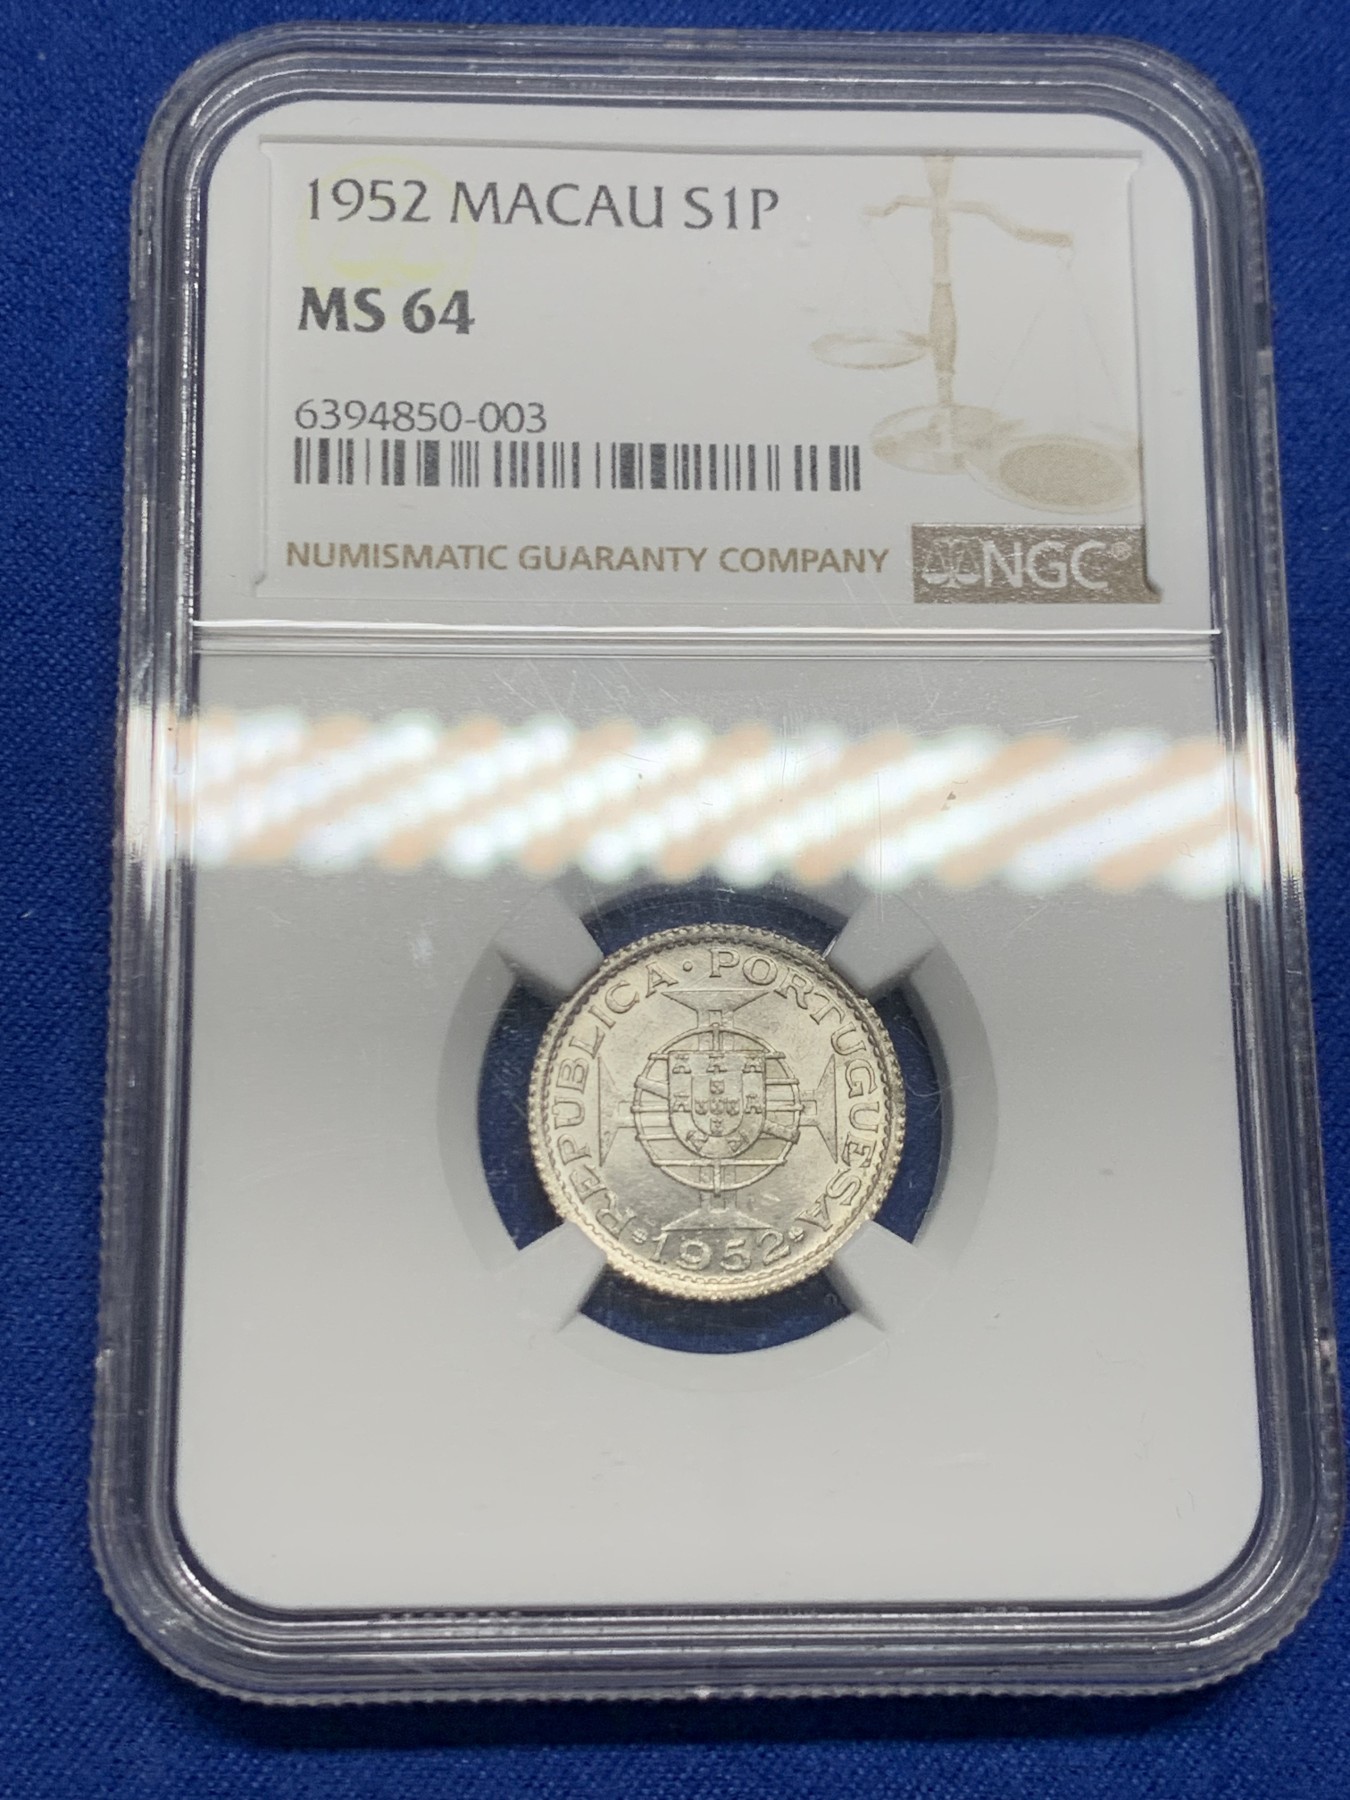 1952 MACAU S1P
MS 64
6394850-003
NUMISMATIC GUARANTY COMPANY
NGC®
REPUBLICA · PORTUGUESA
1952